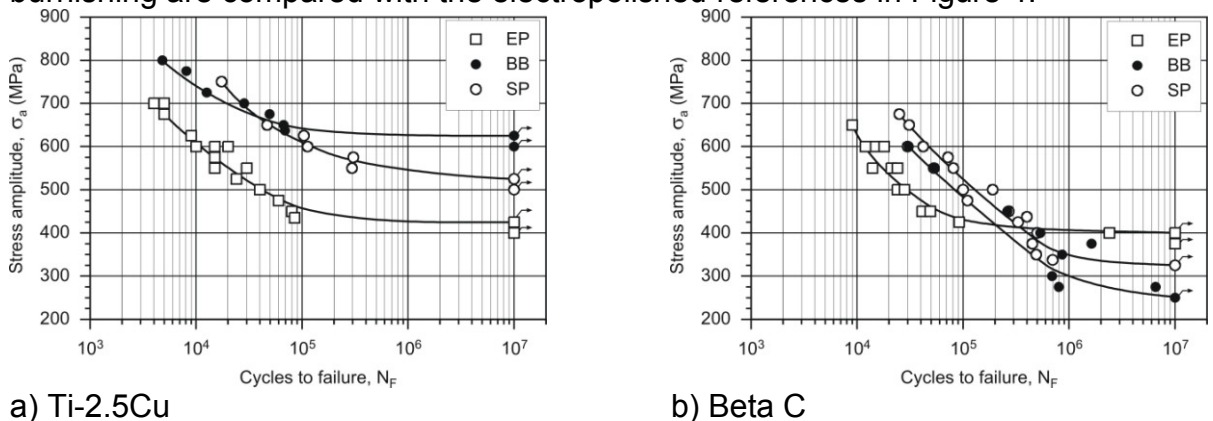 burnishing are compared with the electropolished references in Figure 4.
900
800
700
600
500
400
300
200
Stress amplitude, σa (MPa)
EP
BB
SP
10³ 10⁴ 10⁵ 10⁶ 10⁷
Cycles to failure, NF
a) Ti-2.5Cu
900
800
700
600
500
400
300
200
Stress amplitude, σa (MPa)
EP
BB
SP
10³ 10⁴ 10⁵ 10⁶ 10⁷
Cycles to failure, NF
b) Beta C